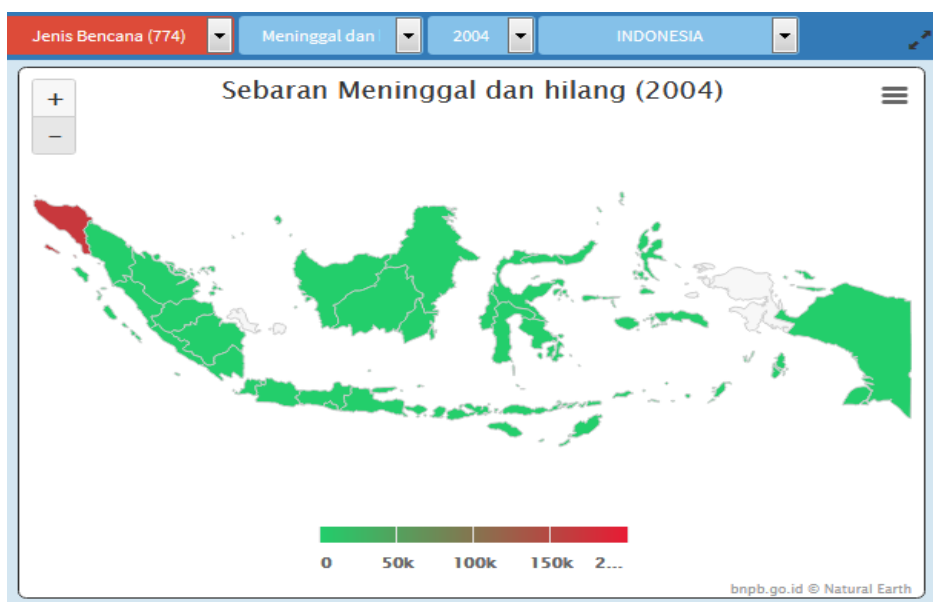 Jenis Bencana (774) Meninggal dan 2004 INDONESIA
Sebaran Meninggal dan hilang (2004)
+
−
0 50k 100k 150k 2...
bnpb.go.id © Natural Earth